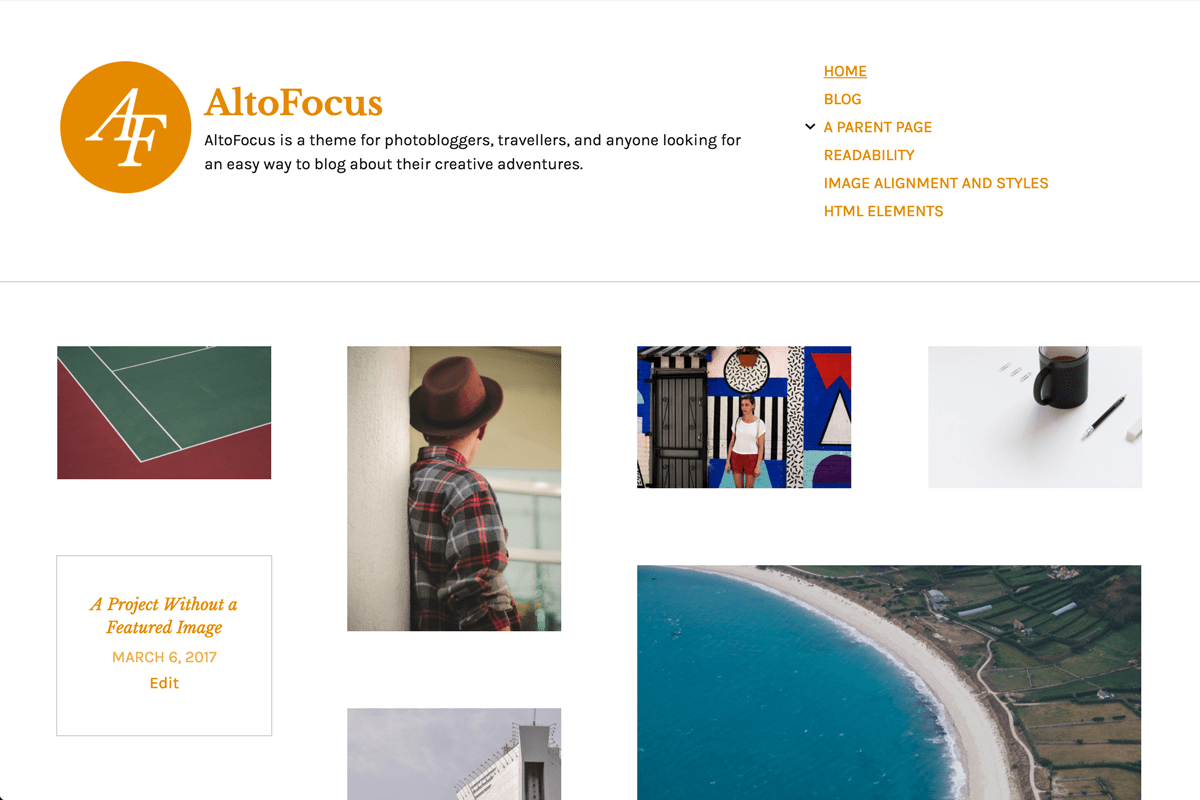 AF
AltoFocus
AltoFocus is a theme for photobloggers, travellers, and anyone looking for
an easy way to blog about their creative adventures.
HOME
BLOG
A PARENT PAGE
READABILITY
IMAGE ALIGNMENT AND STYLES
HTML ELEMENTS
A Project Without a
Featured Image
MARCH 6, 2017
Edit